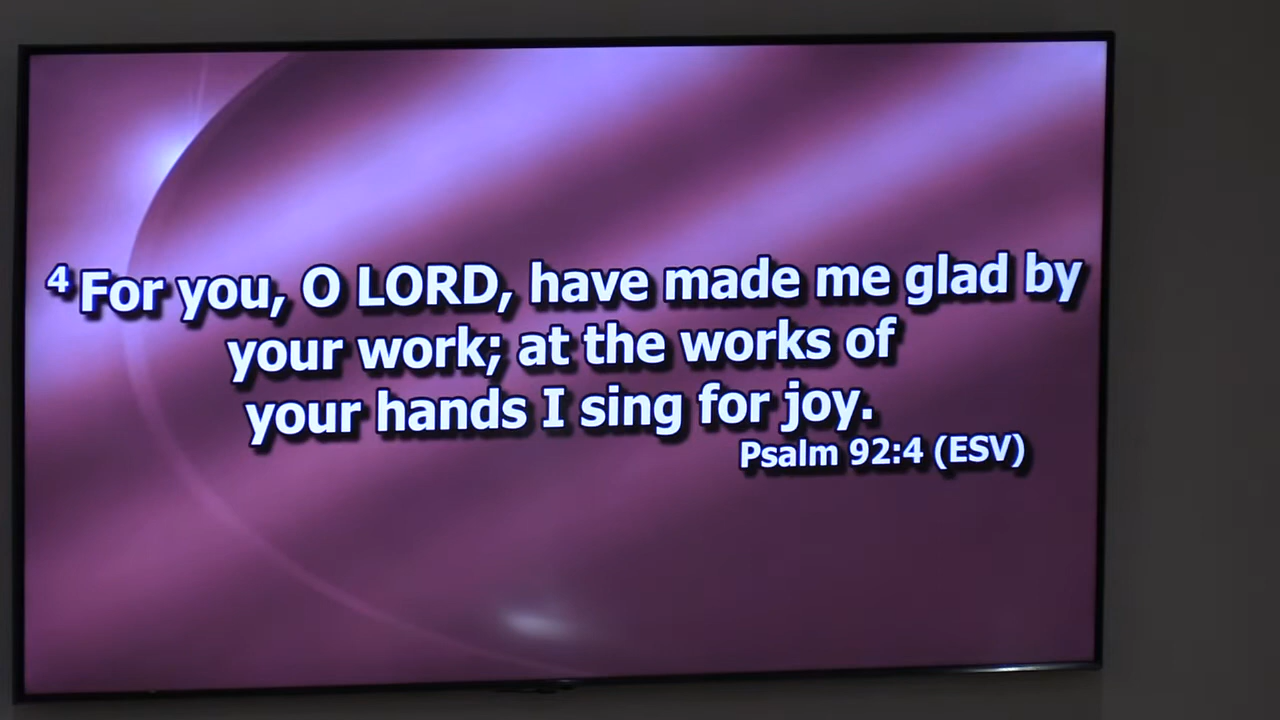 4 For you, O LORD, have made me glad by
your work; at the works of
your hands I sing for joy.
Psalm 92:4 (ESV)